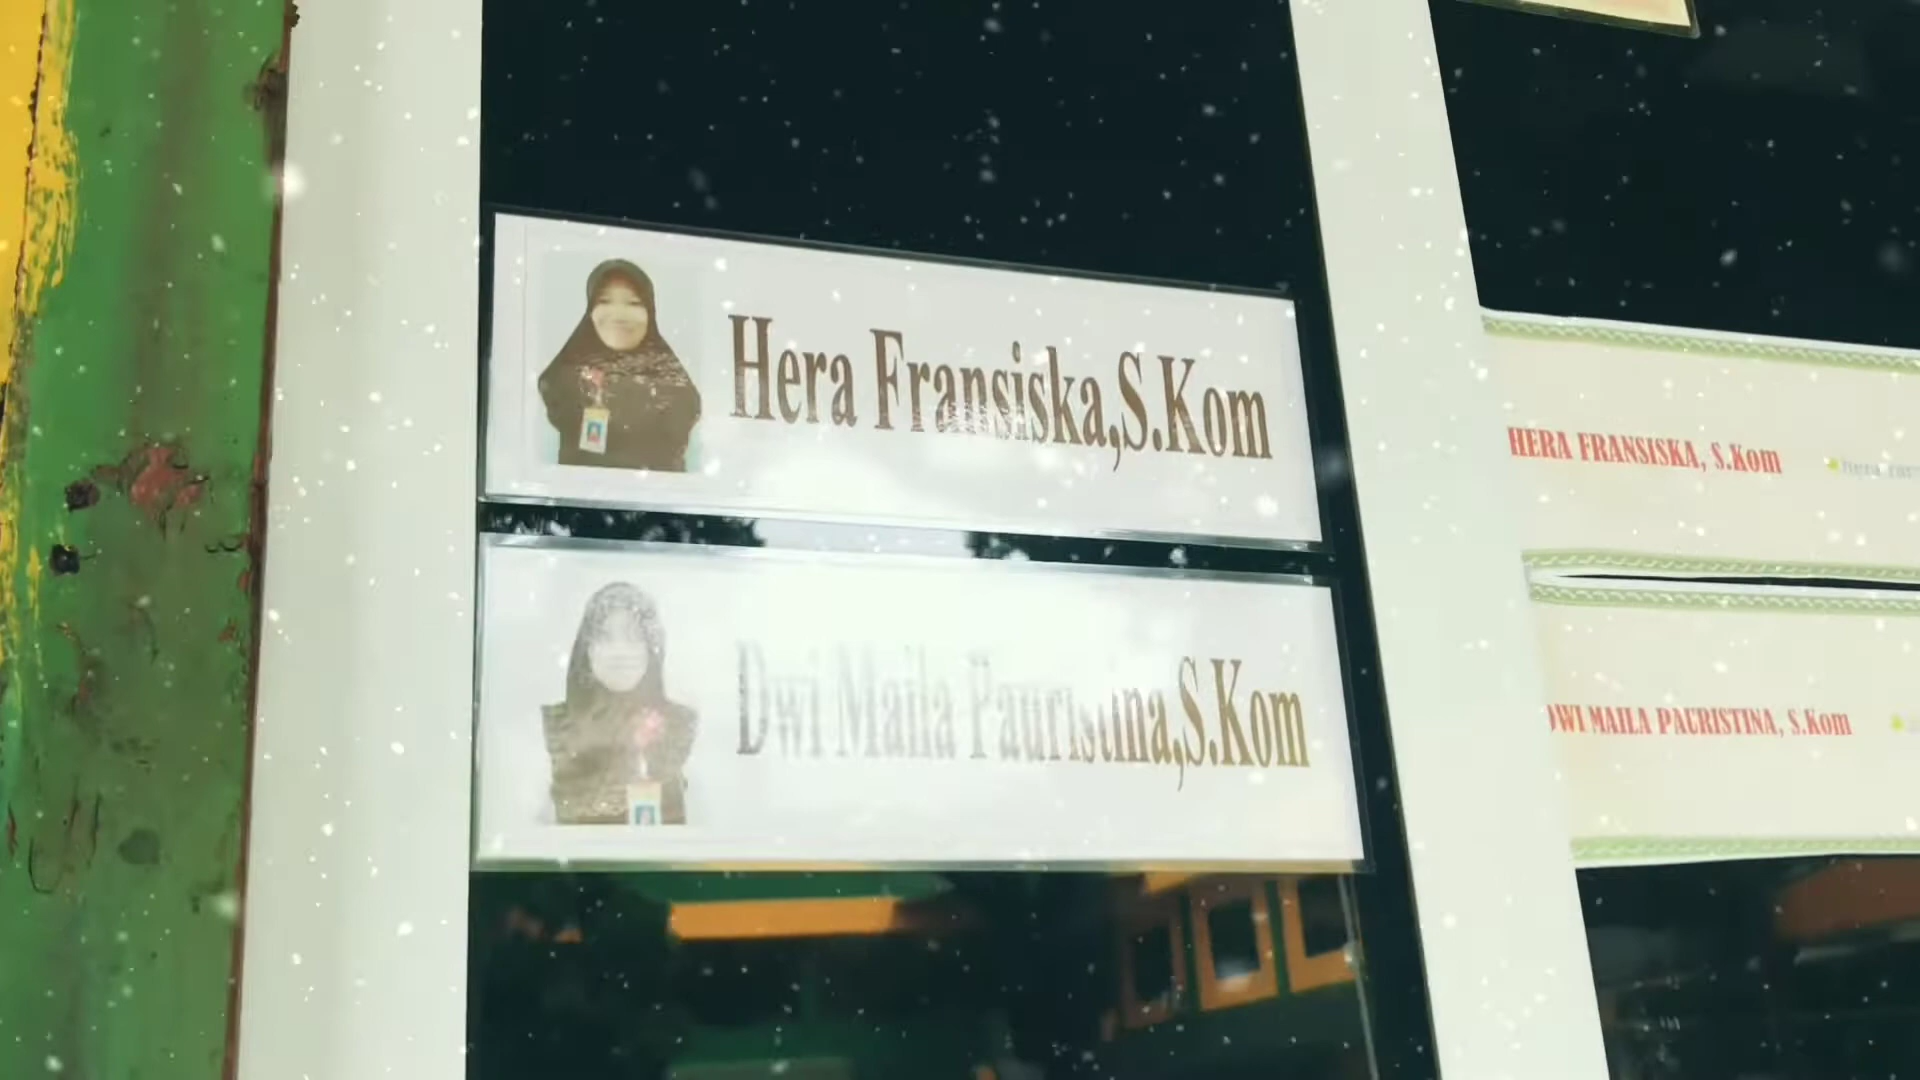 Hera Fransiska,S.Kom
Dwi Maila Pauristina,S.Kom
HERA FRANSISKA, S.Kom
DWI MAILA PAURISTINA, S.Kom